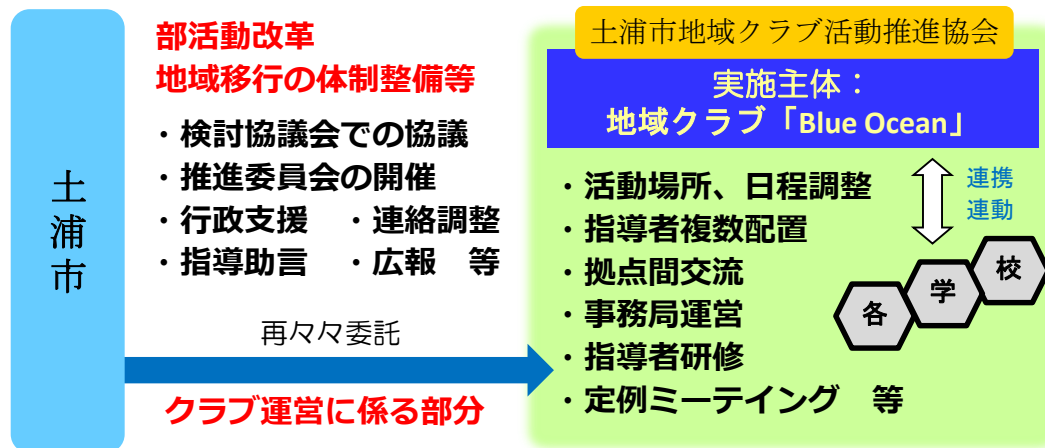 土浦市
部活動改革
地域移行の体制整備等
・検討協議会での協議
・推進委員会の開催
・行政支援　・連絡調整
・指導助言　・広報　等
再々々委託
クラブ運営に係る部分
土浦市地域クラブ活動推進協会
実施主体：
地域クラブ「Blue Ocean」
・活動場所、日程調整
・指導者複数配置
・拠点間交流
・事務局運営
・指導者研修
・定例ミーテイング　等
連携
連動
各学校